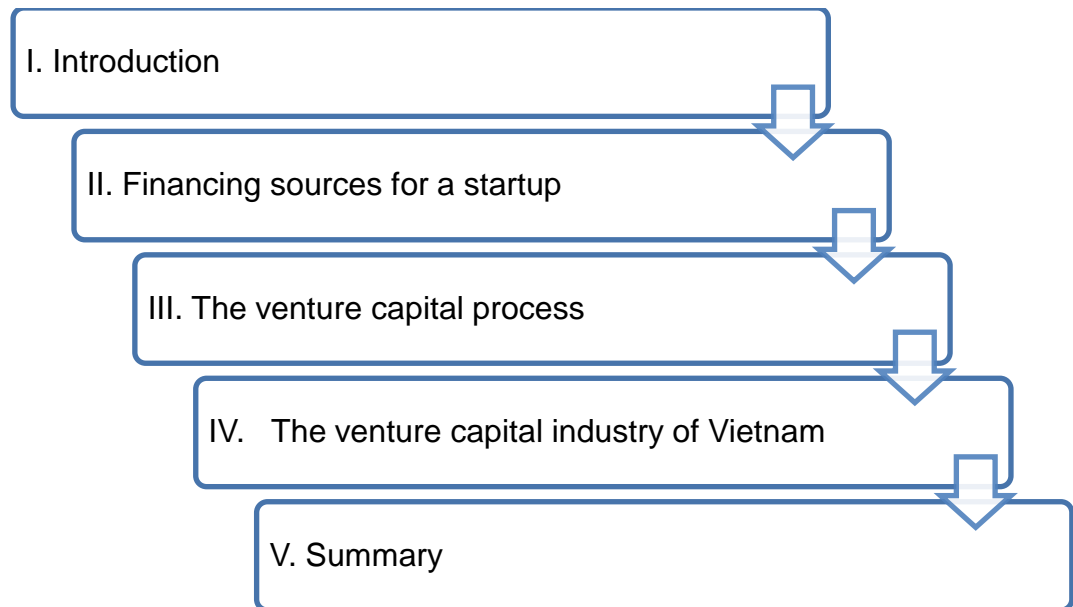 I. Introduction
II. Financing sources for a startup
III. The venture capital process
IV. The venture capital industry of Vietnam
V. Summary